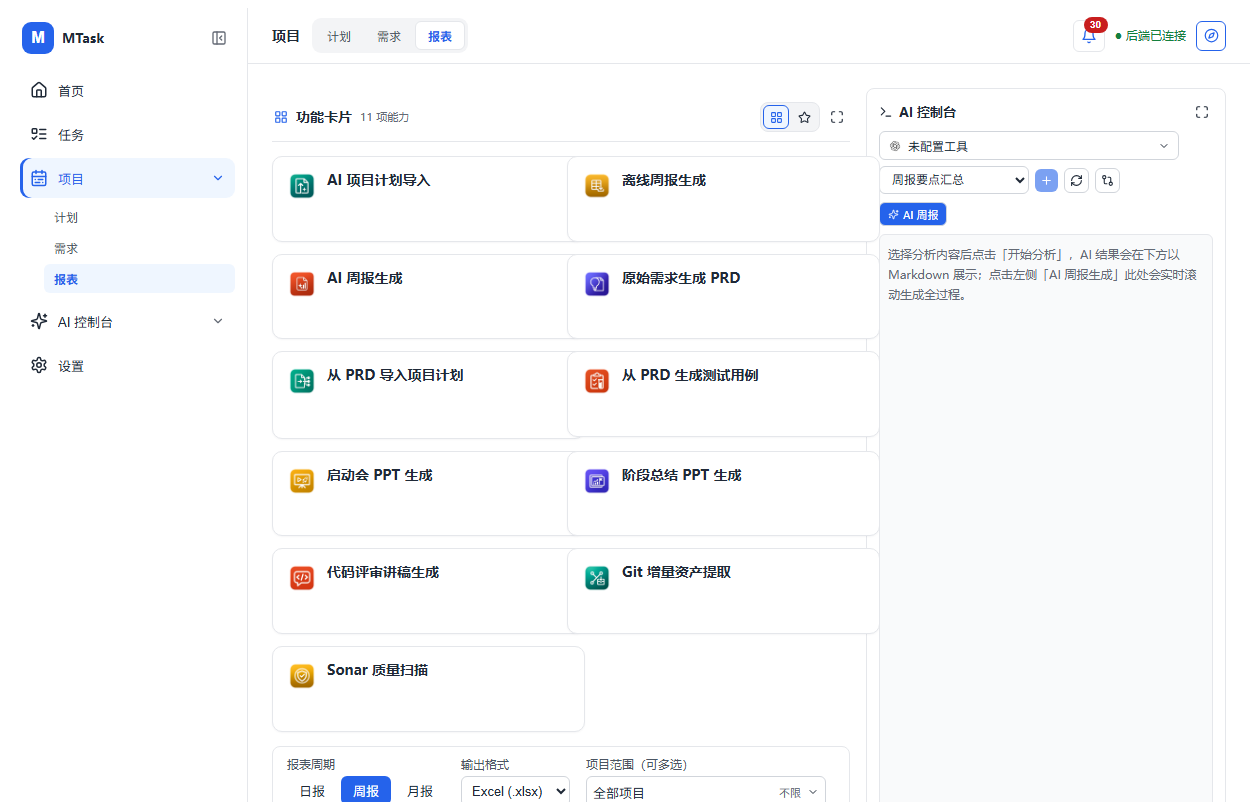 M MTask
首页
任务
项目
计划
需求
报表
AI 控制台
设置
项目 计划 需求 报表
30
后端已连接
功能卡片 11 项能力
AI 项目计划导入
离线周报生成
AI 周报生成
原始需求生成 PRD
从 PRD 导入项目计划
从 PRD 生成测试用例
启动会 PPT 生成
阶段总结 PPT 生成
代码评审讲稿生成
Git 增量资产提取
Sonar 质量扫描
报表周期 输出格式 项目范围（可多选）
日报 周报 月报 Excel (.xlsx) 全部项目 不限
AI 控制台
未配置工具
周报要点汇总
AI 周报
选择分析内容后点击「开始分析」，AI 结果会在下方以
Markdown 展示；点击左侧「AI 周报生成」此处会实时滚
动生成全过程。